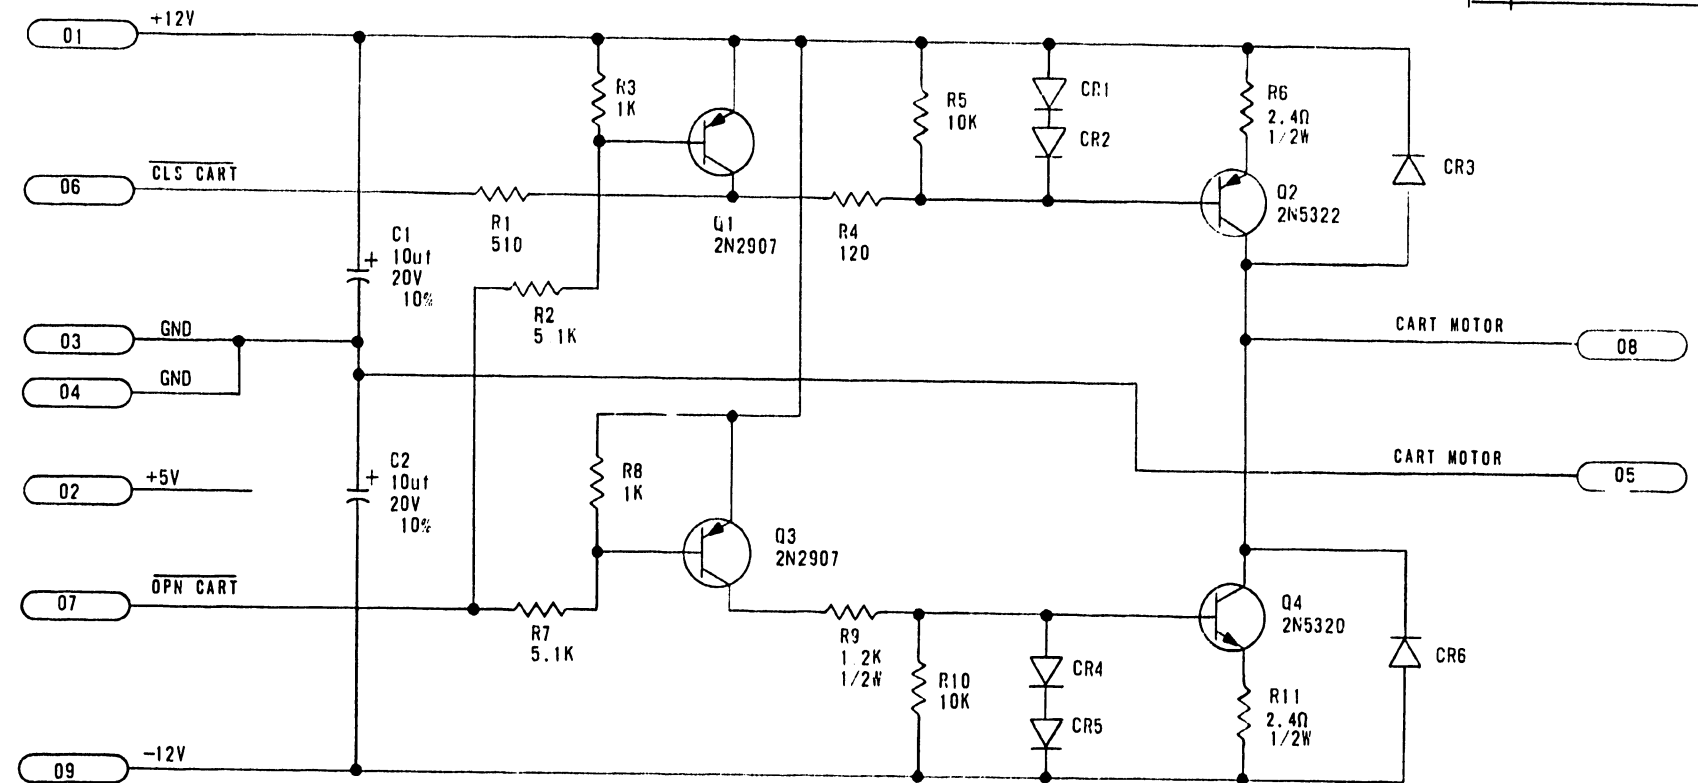 01
+12V
R3
1K
CR1
R5
10K
CR2
R6
2.4Ω
1/2W
CR3
06
CLS CART
R1
510
Q1
2N2907
R4
120
Q2
2N5322
C1
10uf
20V
10%
R2
5.1K
03
GND
04
GND
CART MOTOR
08
02
+5V
C2
10uf
20V
10%
R8
1K
Q3
2N2907
CART MOTOR
05
07
OPN CART
R7
5.1K
R9
1.2K
1/2W
R10
10K
CR4
CR5
Q4
2N5320
CR6
R11
2.4Ω
1/2W
09
-12V